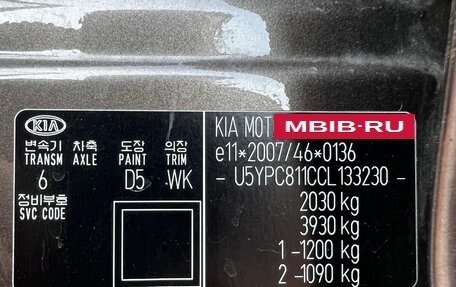 KIA
변속기 차축 도장 의장
TRANSM AXLE PAINT TRIM
6 D5 WK
정비부호
SVC CODE
KIA MOT
MBIB-RU
e11*2007/46*0136
- U5YPC811CCL133230 -
2030 kg
3930 kg
1 -1200 kg
2 -1090 kg